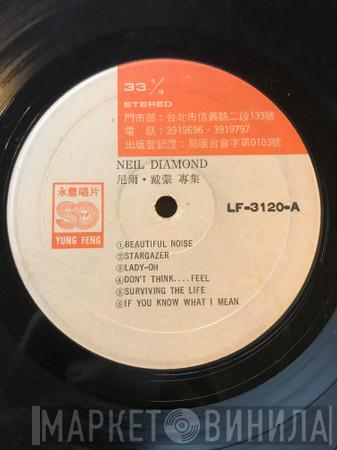 33 1/3
STEREO
門市部：台北市信義路二段133號
電　話：3919696・3919797
出版登記證：局版台音字第0103號
NEIL DIAMOND
尼爾・戴蒙 專集
永豊唱片
YUNG FENG
LF-3120-A
①BEAUTIFUL NOISE
②STARGAZER
③LADY-OH
④DON'T THINK....FEEL
⑤SURVIVING THE LIFE
⑥IF YOU KNOW WHAT I MEAN
МАРКЕТ ВИНИЛА